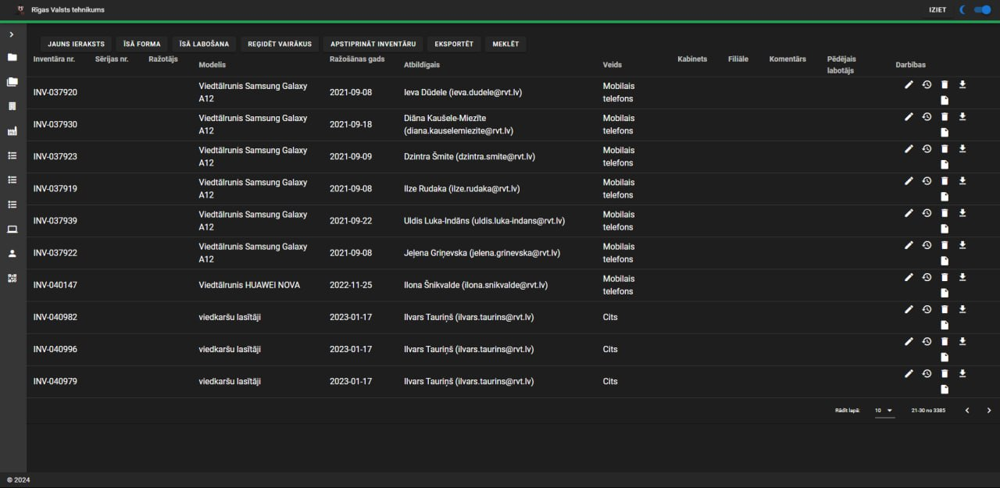 Rīgas Valsts tehnikums
IZIET
JAUNS IERAKSTS ĪSĀ FORMA ĪSĀ LABOŠANA REĢIDĒT VAIRĀKUS APSTIPRINĀT INVENTĀRU EKSPORTĒT MEKLĒT
Inventāra nr. Sērijas nr. Ražotājs Modelis Ražošanas gads Atbildīgais Veids Kabinets Filiāle Komentārs Pēdējais labotājs Darbības
INV-037920 Viedtālrunis Samsung Galaxy A12 2021-09-08 Ieva Dūdele (ieva.dudele@rvt.lv) Mobilais telefons
INV-037930 Viedtālrunis Samsung Galaxy A12 2021-09-18 Diāna Kaušele-Miezīte (diana.kauselemiezite@rvt.lv) Mobilais telefons
INV-037923 Viedtālrunis Samsung Galaxy A12 2021-09-09 Dzintra Šmite (dzintra.smite@rvt.lv) Mobilais telefons
INV-037919 Viedtālrunis Samsung Galaxy A12 2021-09-08 Ilze Rudaka (ilze.rudaka@rvt.lv) Mobilais telefons
INV-037939 Viedtālrunis Samsung Galaxy A12 2021-09-22 Uldis Luka-Indāns (uldis.luka-indans@rvt.lv) Mobilais telefons
INV-037922 Viedtālrunis Samsung Galaxy A12 2021-09-08 Jeļena Griņevska (jelena.grinevska@rvt.lv) Mobilais telefons
INV-040147 Viedtālrunis HUAWEI NOVA 2022-11-25 Ilona Šnikvalde (ilona.snikvalde@rvt.lv) Mobilais telefons
INV-040982 viedkaršu lasītāji 2023-01-17 Ilvars Tauriņš (ilvars.taurins@rvt.lv) Cits
INV-040996 viedkaršu lasītāji 2023-01-17 Ilvars Tauriņš (ilvars.taurins@rvt.lv) Cits
INV-040979 viedkaršu lasītāji 2023-01-17 Ilvars Tauriņš (ilvars.taurins@rvt.lv) Cits
Rādīt lapā: 10 21-30 no 3385
© 2024